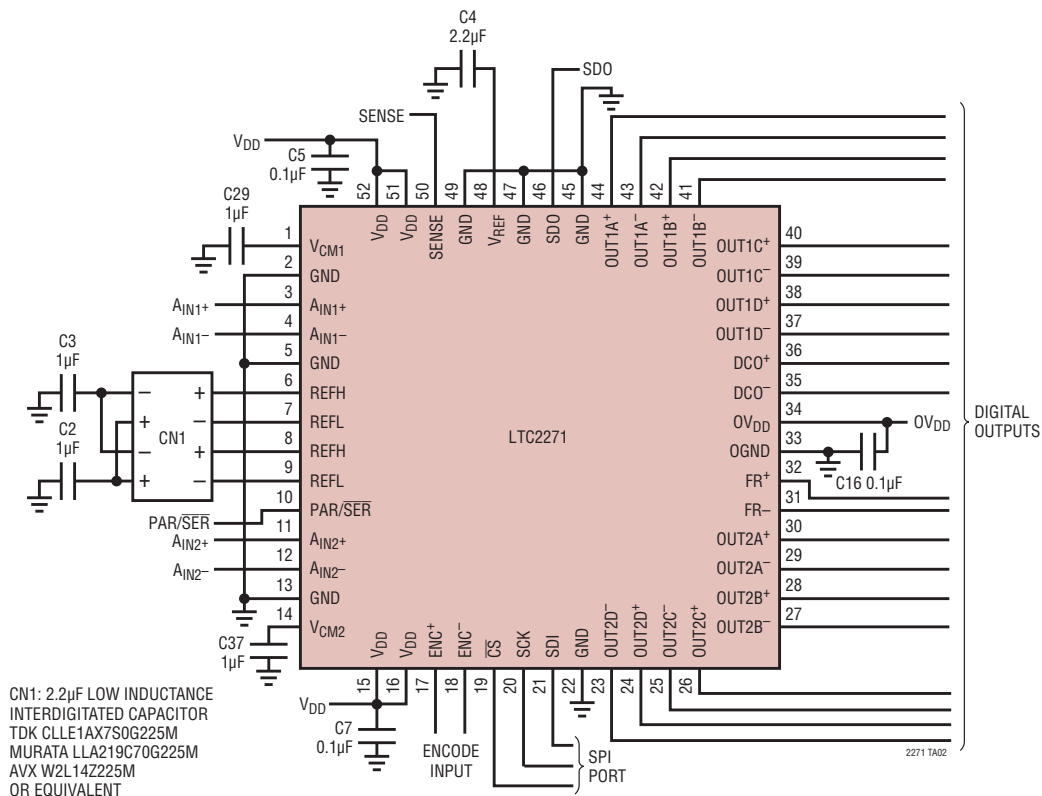 C4
2.2µF
SDO
SENSE
VDD
C5
0.1µF
52
51
50
49
48
47
46
45
44
43
42
41
VDD
VDD
SENSE
GND
VREF
GND
SDO
GND
OUT1A+
OUT1A–
OUT1B+
OUT1B–
C29
1µF
1
VCM1
2
GND
AIN1+
3
AIN1+
AIN1–
4
AIN1–
5
GND
C3
1µF
6
REFH
7
REFL
C2
1µF
8
REFH
9
REFL
– +
+ –
CN1
– +
+ –
PAR/SER
10
PAR/SER
AIN2+
11
AIN2+
AIN2–
12
AIN2–
13
GND
14
VCM2
C37
1µF
LTC2271
OUT1C+
40
OUT1C–
39
OUT1D+
38
OUT1D–
37
DCO+
36
DCO–
35
OVDD
34
OVDD
OGND
33
C16 0.1µF
FR+
32
FR–
31
OUT2A+
30
OUT2A–
29
OUT2B+
28
OUT2B–
27
DIGITAL
OUTPUTS
VDD
VDD
ENC+
ENC–
CS
SCK
SDI
GND
OUT2D–
OUT2D+
OUT2C–
OUT2C+
15
16
17
18
19
20
21
22
23
24
25
26
VDD
C7
0.1µF
ENCODE
INPUT
SPI
PORT
CN1: 2.2µF LOW INDUCTANCE
INTERDIGITATED CAPACITOR
TDK CLLE1AX7S0G225M
MURATA LLA219C70G225M
AVX W2L14Z225M
OR EQUIVALENT
2271 TA02